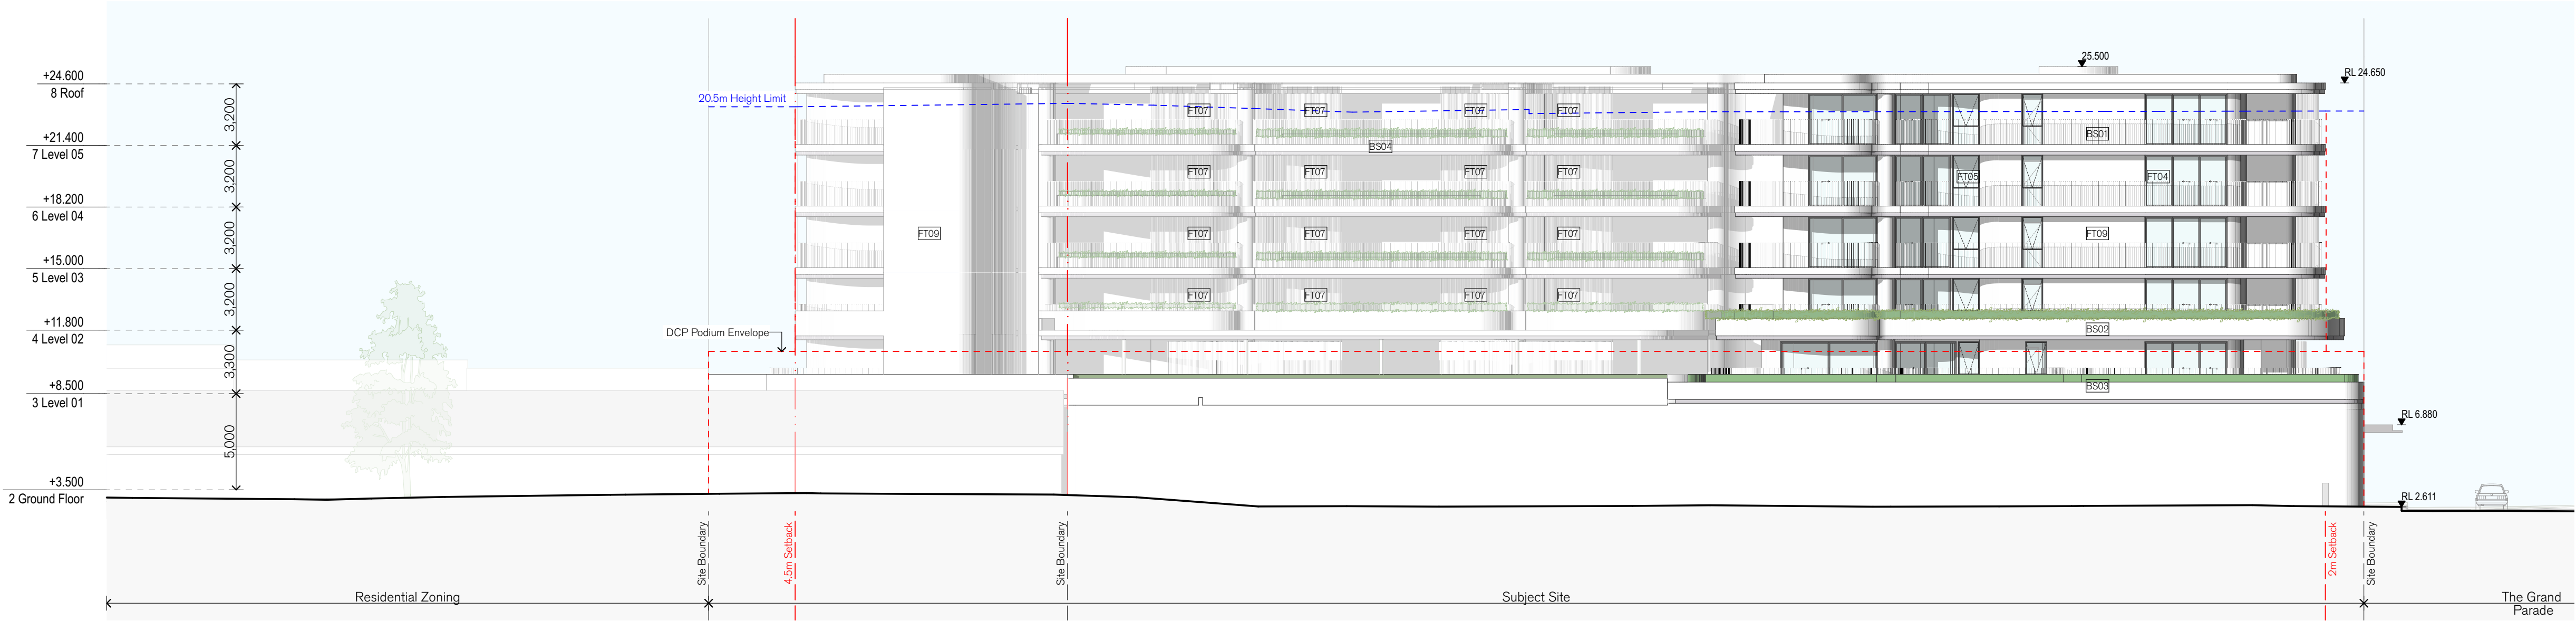 25.500
RL 24.650
+24.600
8 Roof
20.5m Height Limit
3,200
FT07 FT07 FT07 FT07
BS01
+21.400
7 Level 05
BS04
3,200
FT07 FT07 FT07 FT07
FT05 FT04
+18.200
6 Level 04
3,200
FT09 FT07 FT07 FT07 FT07 FT09
+15.000
5 Level 03
3,200
FT07 FT07 FT07 FT07
+11.800
4 Level 02
DCP Podium Envelope
BS02
3,300
+8.500
3 Level 01
BS03
RL 6.880
5,000
+3.500
2 Ground Floor
RL 2.611
Site Boundary
4.5m Setback
Site Boundary
2m Setback
Site Boundary
Residential Zoning
Subject Site
The Grand
Parade